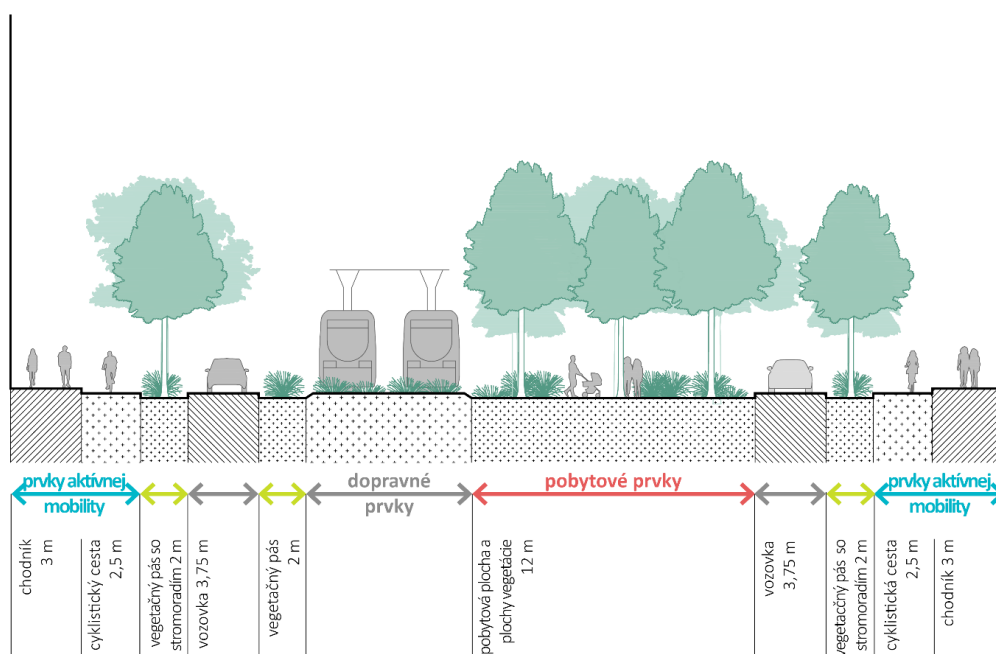 prvky aktívnej
mobility
dopravné
prvky
pobytové prvky
prvky aktívnej
mobility
chodník
3 m
cyklistický cesta
2,5 m
vegetačný pás so
stromoradím 2 m
vozovka 3,75 m
vegetačný pás
2 m
pobytová plocha a
plochy vegetácie
12 m
vozovka
3,75 m
vegetacčný pás so
stromoradím 2 m
cyklistická cesta
2,5 m
chodník 3 m